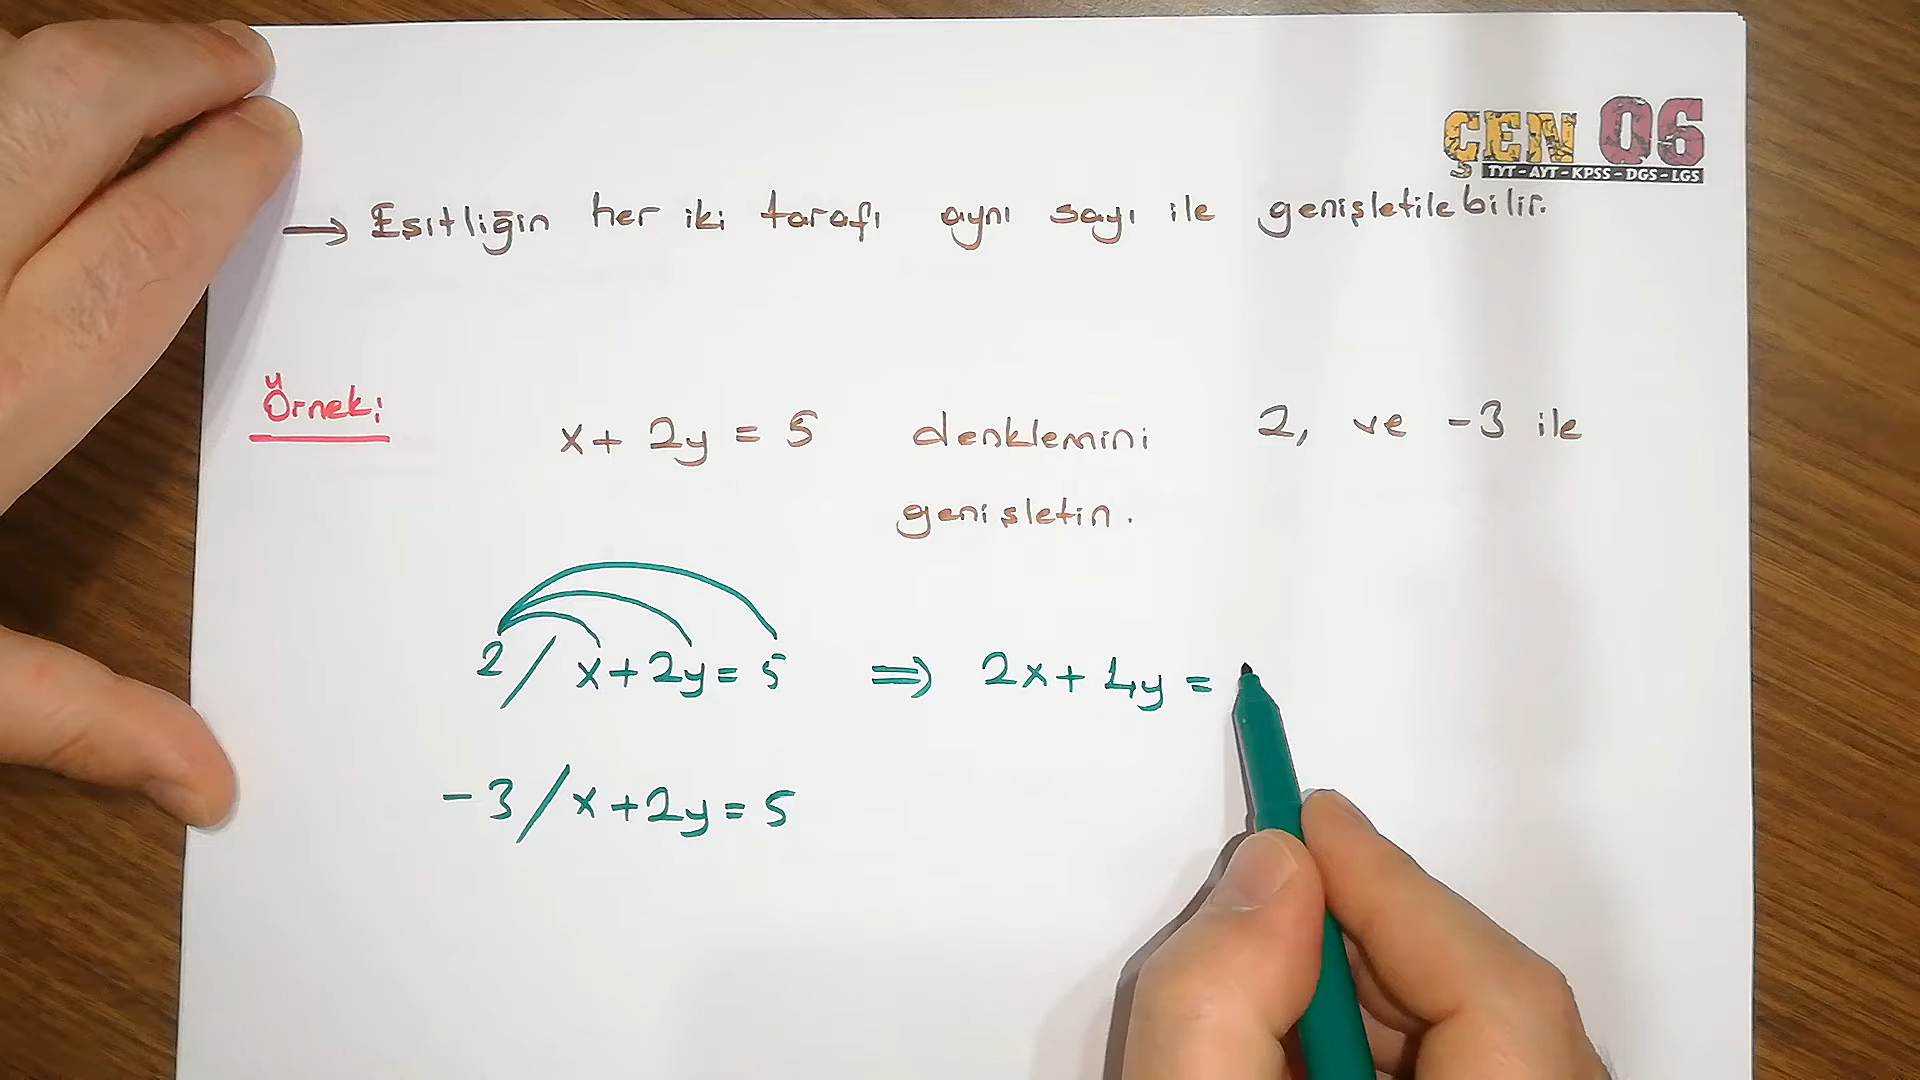 ÇEN 06
TYT - AYT - KPSS - DGS - LGS
→ Eşitliğin her iki tarafı aynı sayı ile genişletilebilir.
Örnek:
x + 2y = 5 denklemini 2, ve -3 ile
genişletin.
2 / x + 2y = 5 ⇒ 2x + 4y =
-3 / x + 2y = 5